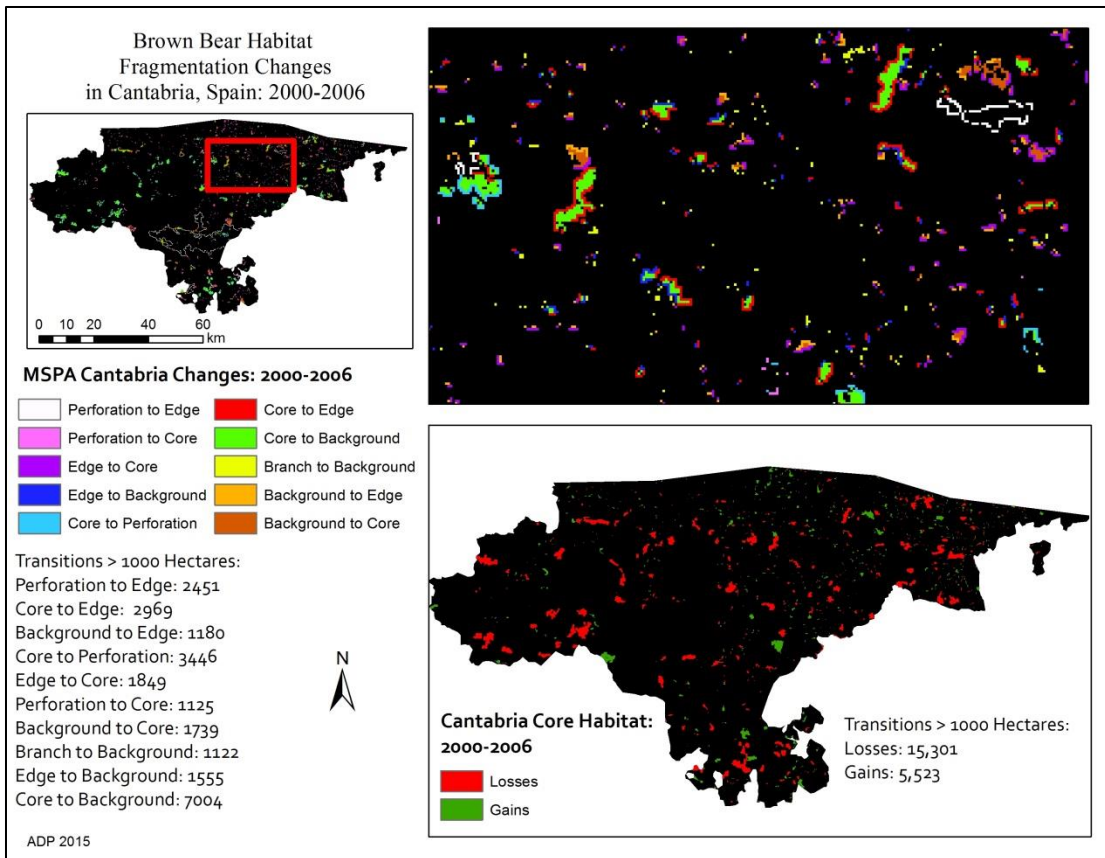 Brown Bear Habitat
Fragmentation Changes
in Cantabria, Spain: 2000-2006
0 10 20 40 60
km
MSPA Cantabria Changes: 2000-2006
Perforation to Edge
Perforation to Core
Edge to Core
Edge to Background
Core to Perforation
Core to Edge
Core to Background
Branch to Background
Background to Edge
Background to Core
Transitions > 1000 Hectares:
Perforation to Edge: 2451
Core to Edge: 2969
Background to Edge: 1180
Core to Perforation: 3446
Edge to Core: 1849
Perforation to Core: 1125
Background to Core: 1739
Branch to Background: 1122
Edge to Background: 1555
Core to Background: 7004
N
ADP 2015
Cantabria Core Habitat:
2000-2006
Losses
Gains
Transitions > 1000 Hectares:
Losses: 15,301
Gains: 5,523